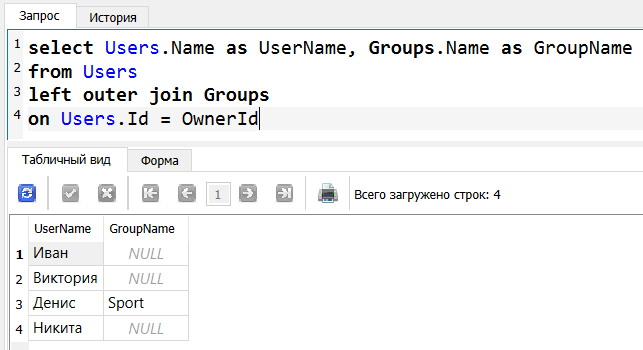 Запрос История
1 select Users.Name as UserName, Groups.Name as GroupName
2 from Users
3 left outer join Groups
4 on Users.Id = OwnerId
Табличный вид Форма
1 Всего загружено строк: 4
UserName GroupName
1 Иван NULL
2 Виктория NULL
3 Денис Sport
4 Никита NULL